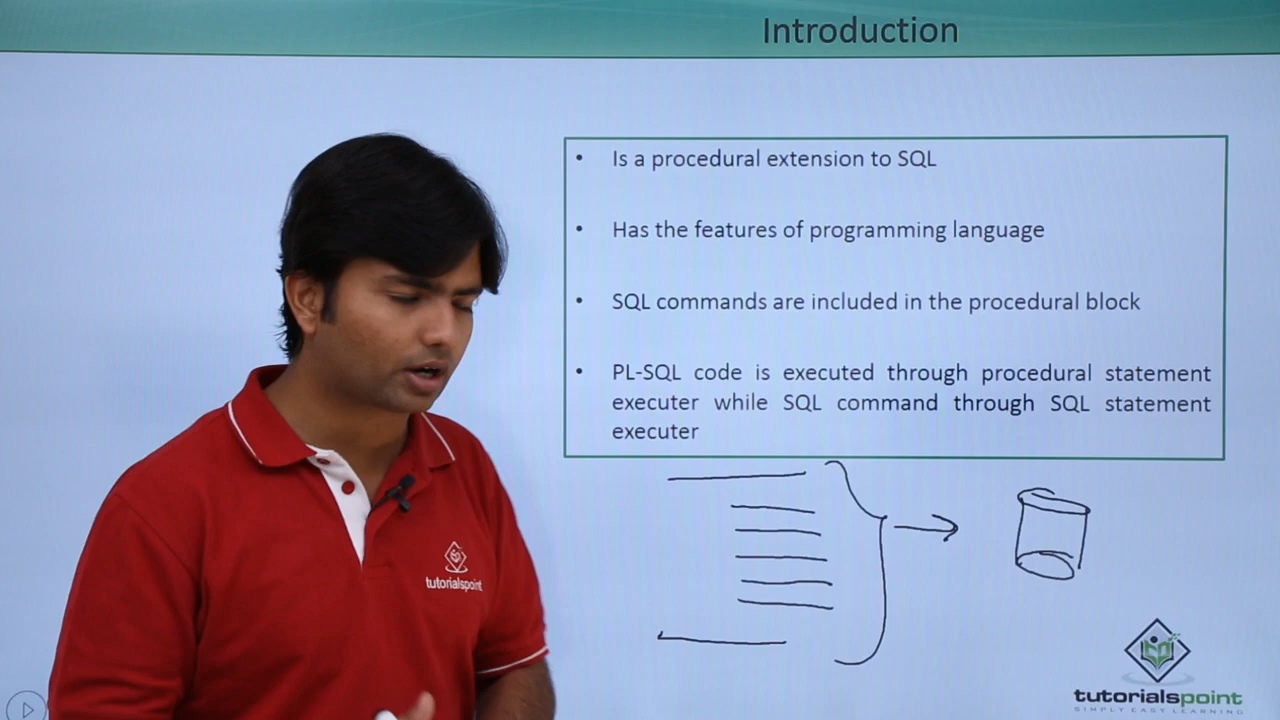 Introduction
• Is a procedural extension to SQL
• Has the features of programming language
• SQL commands are included in the procedural block
• PL-SQL code is executed through procedural statement
executer while SQL command through SQL statement
executer
tutorialspoint
tutorialspoint
SIMPLY EASY LEARNING